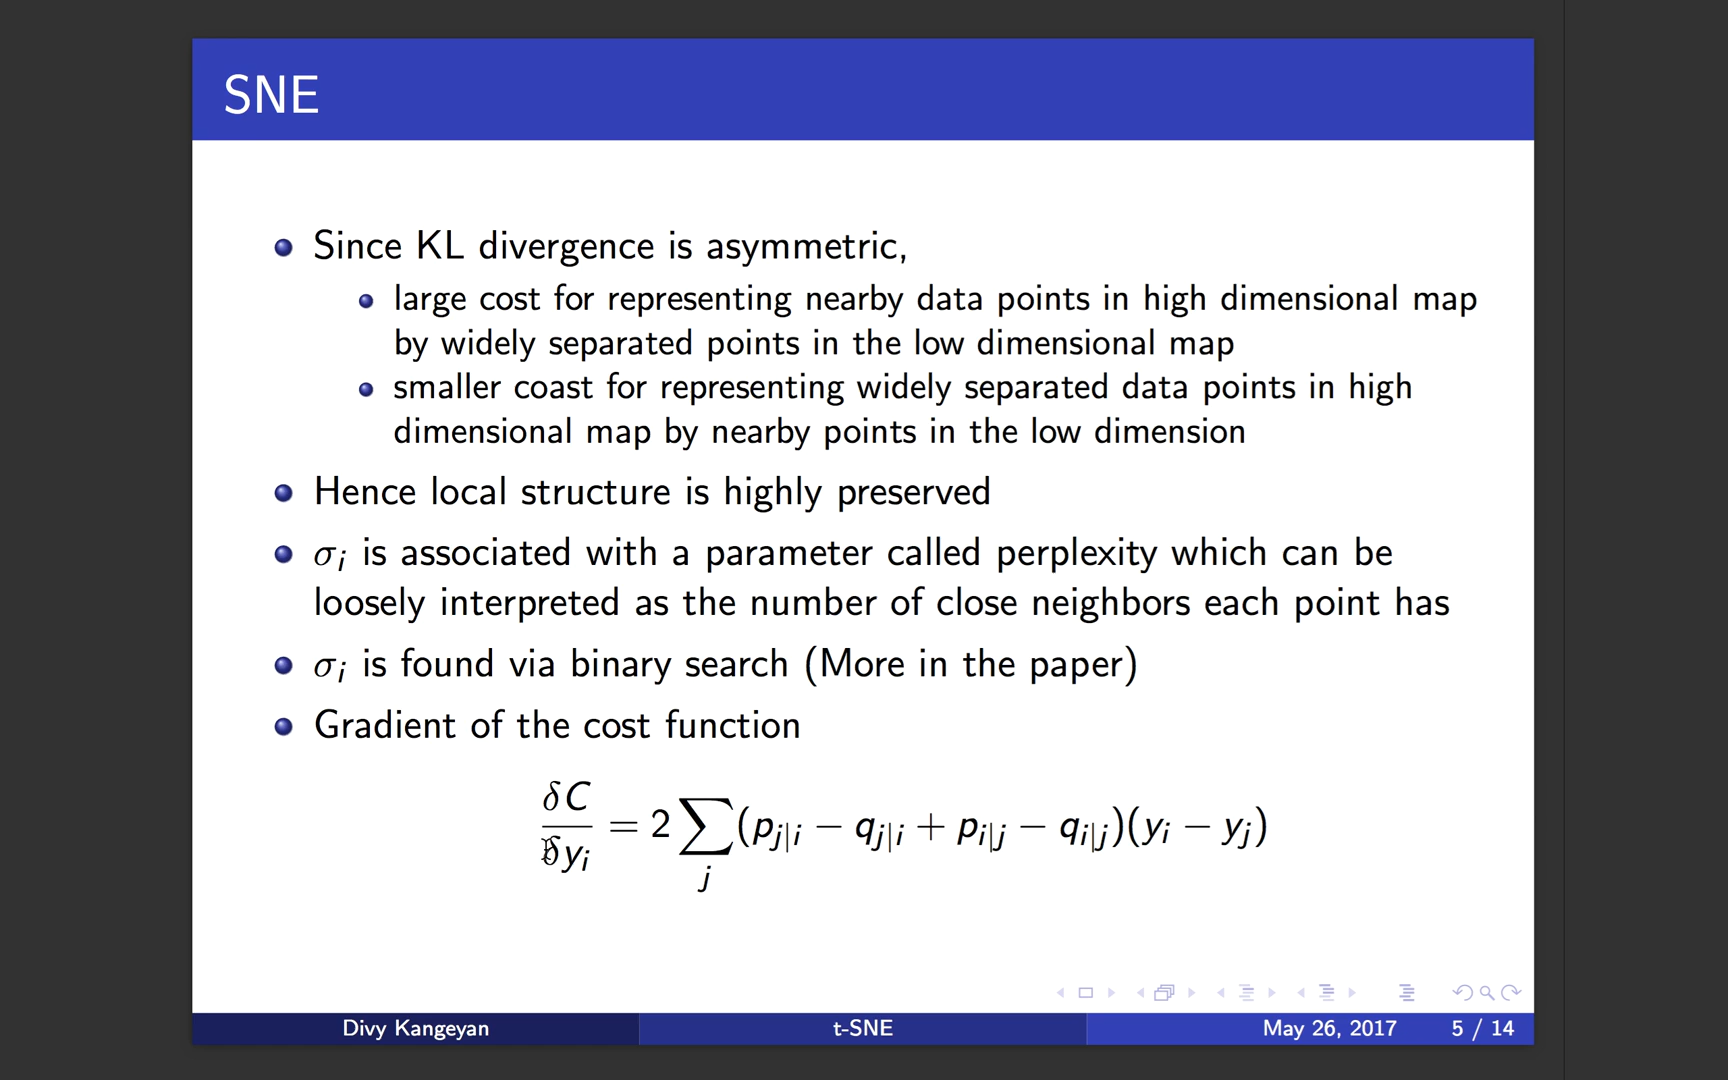 SNE
Since KL divergence is asymmetric,
large cost for representing nearby data points in high dimensional map
by widely separated points in the low dimensional map
smaller coast for representing widely separated data points in high
dimensional map by nearby points in the low dimension
Hence local structure is highly preserved
σi is associated with a parameter called perplexity which can be
loosely interpreted as the number of close neighbors each point has
σi is found via binary search (More in the paper)
Gradient of the cost function
δC/δyi = 2 ∑j (pj|i − qj|i + pi|j − qi|j)(yi − yj)
Divy Kangeyan t-SNE May 26, 2017 5 / 14